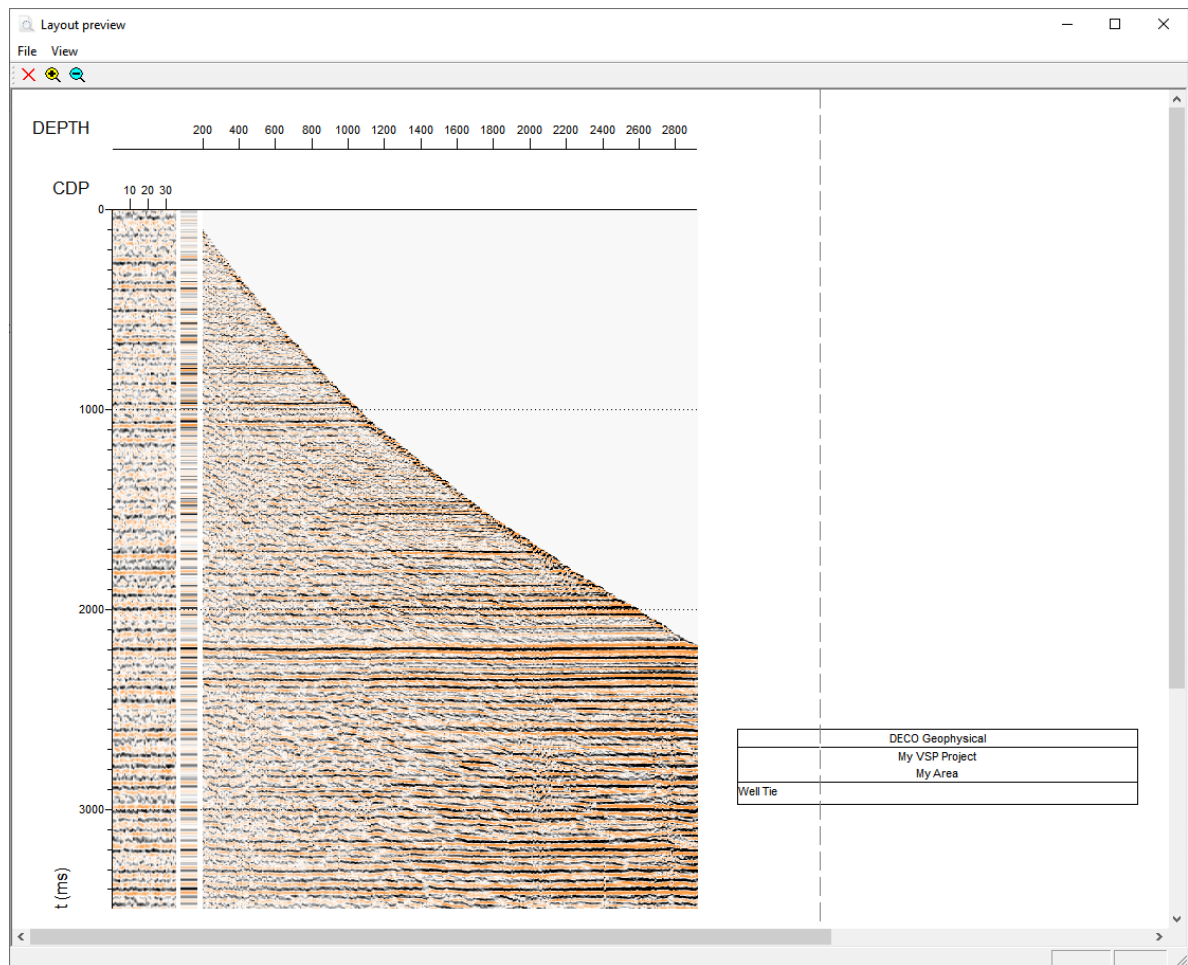 Layout preview
File View
DEPTH
200 400 600 800 1000 1200 1400 1600 1800 2000 2200 2400 2600 2800
CDP
10 20 30
0
1000
2000
DECO Geophysical
My VSP Project
My Area
Well Tie
3000
t (ms)